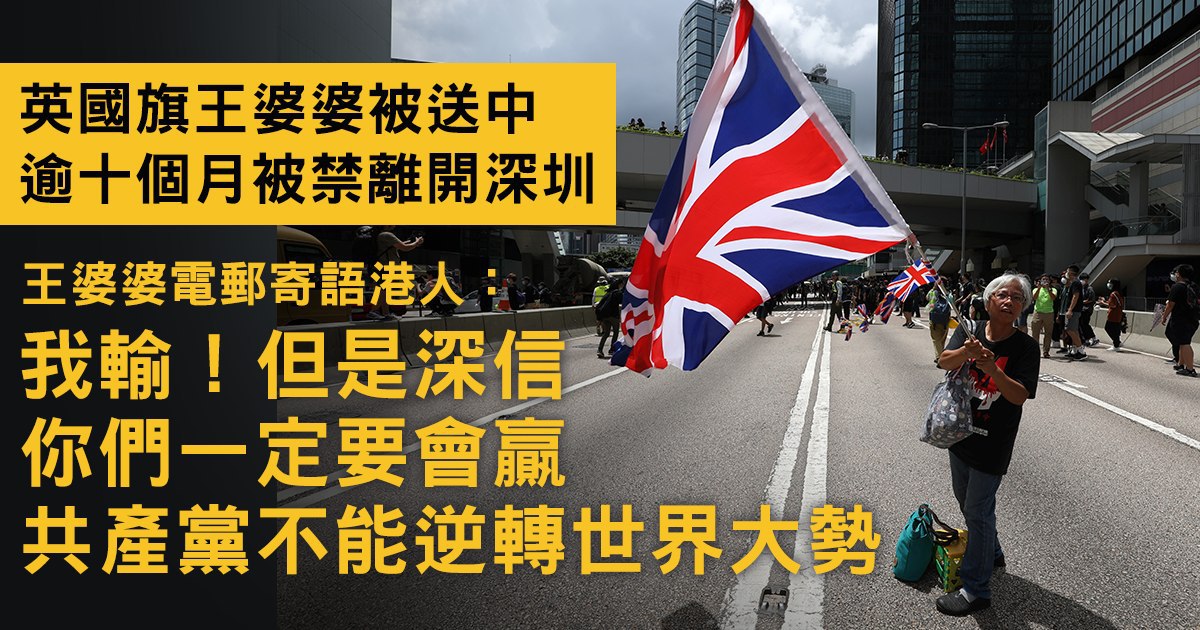 英國旗王婆婆被送中
逾十個月被禁離開深圳
王婆婆電郵寄語港人：
我輸！但是深信
你們一定要會贏
共產黨不能逆轉世界大勢